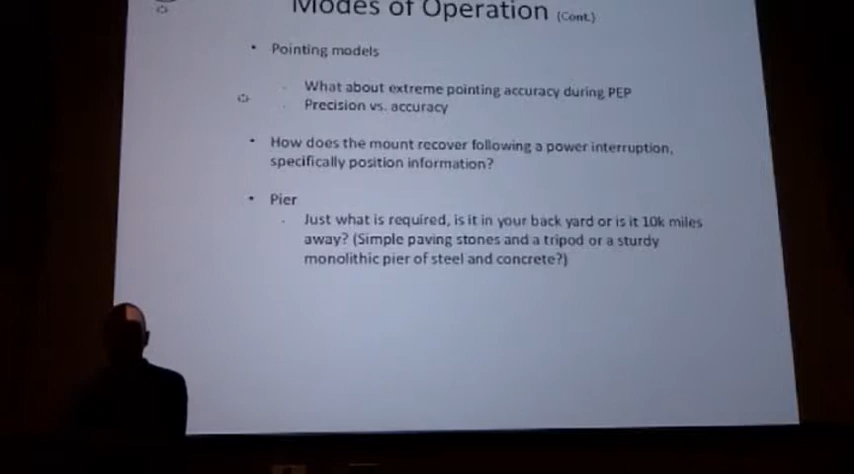 Modes of Operation (Cont.)
• Pointing models
What about extreme pointing accuracy during PEP
Precision vs. accuracy
• How does the mount recover following a power interruption,
specifically position information?
• Pier
Just what is required, is it in your back yard or is it 10k miles
away? (Simple paving stones and a tripod or a sturdy
monolithic pier of steel and concrete?)